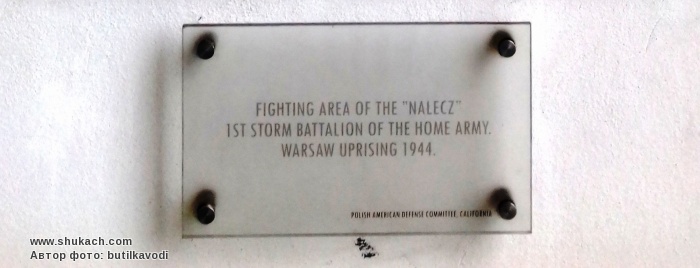 FIGHTING AREA OF THE "NALECZ"
1ST STORM BATTALION OF THE HOME ARMY.
WARSAW UPRISING 1944.
POLISH AMERICAN DEFENSE COMMITTEE, CALIFORNIA
www.shukach.com
Автор фото: butilkavodi